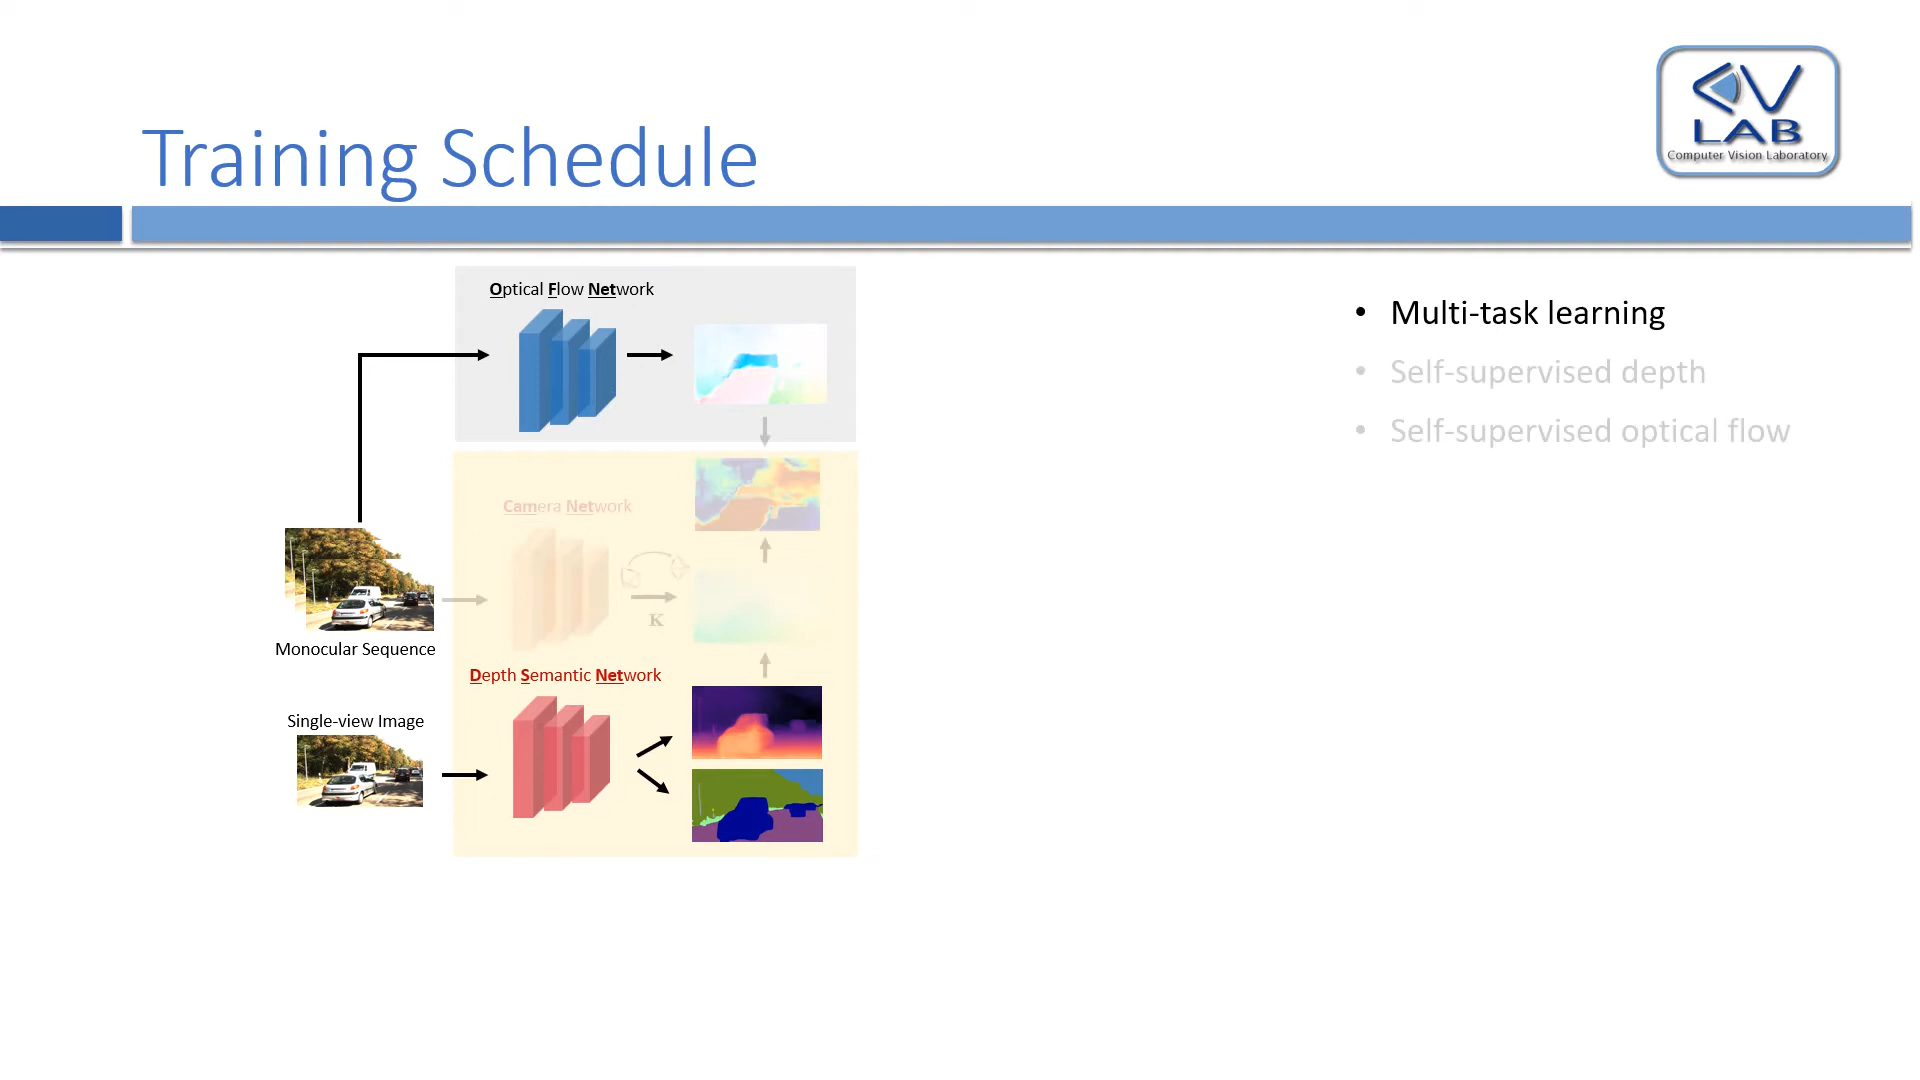 Training Schedule
CV
LAB
Computer Vision Laboratory
Optical Flow Network
Camera Network
K
Monocular Sequence
Depth Semantic Network
Single-view Image
• Multi-task learning
• Self-supervised depth
• Self-supervised optical flow